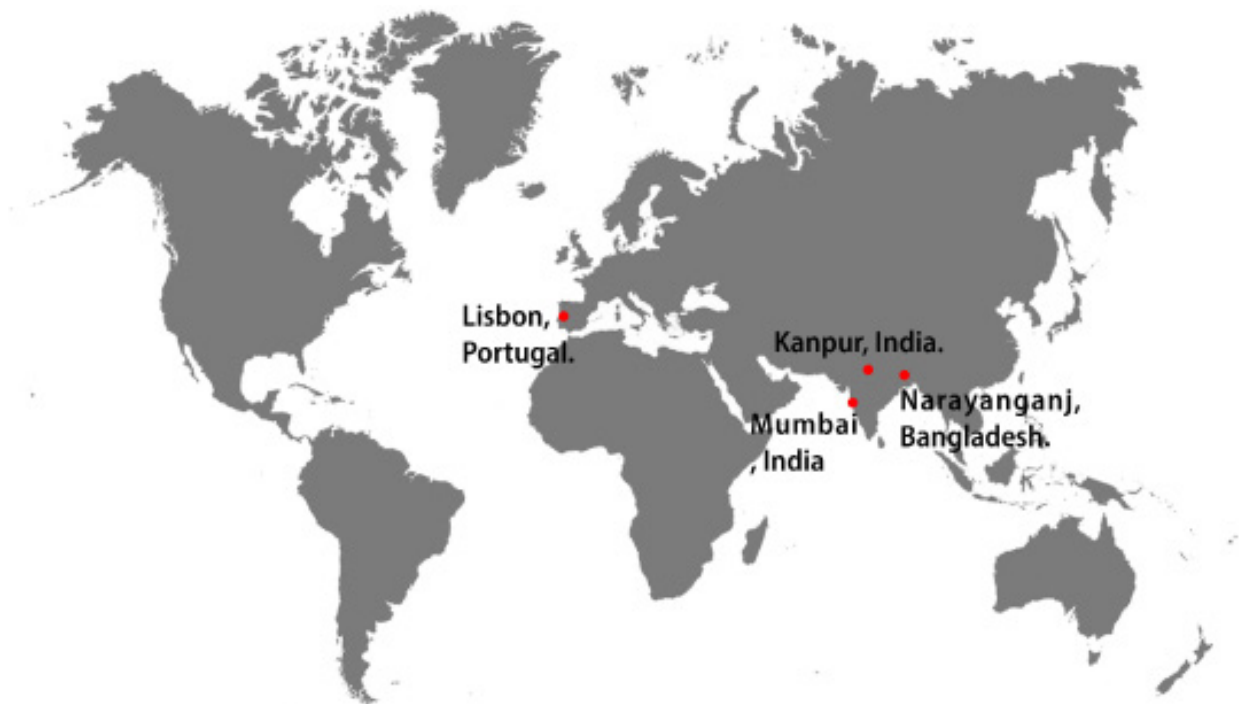 Lisbon,
Portugal.
Kanpur, India.
Narayanganj,
Bangladesh.
Mumbai
, India